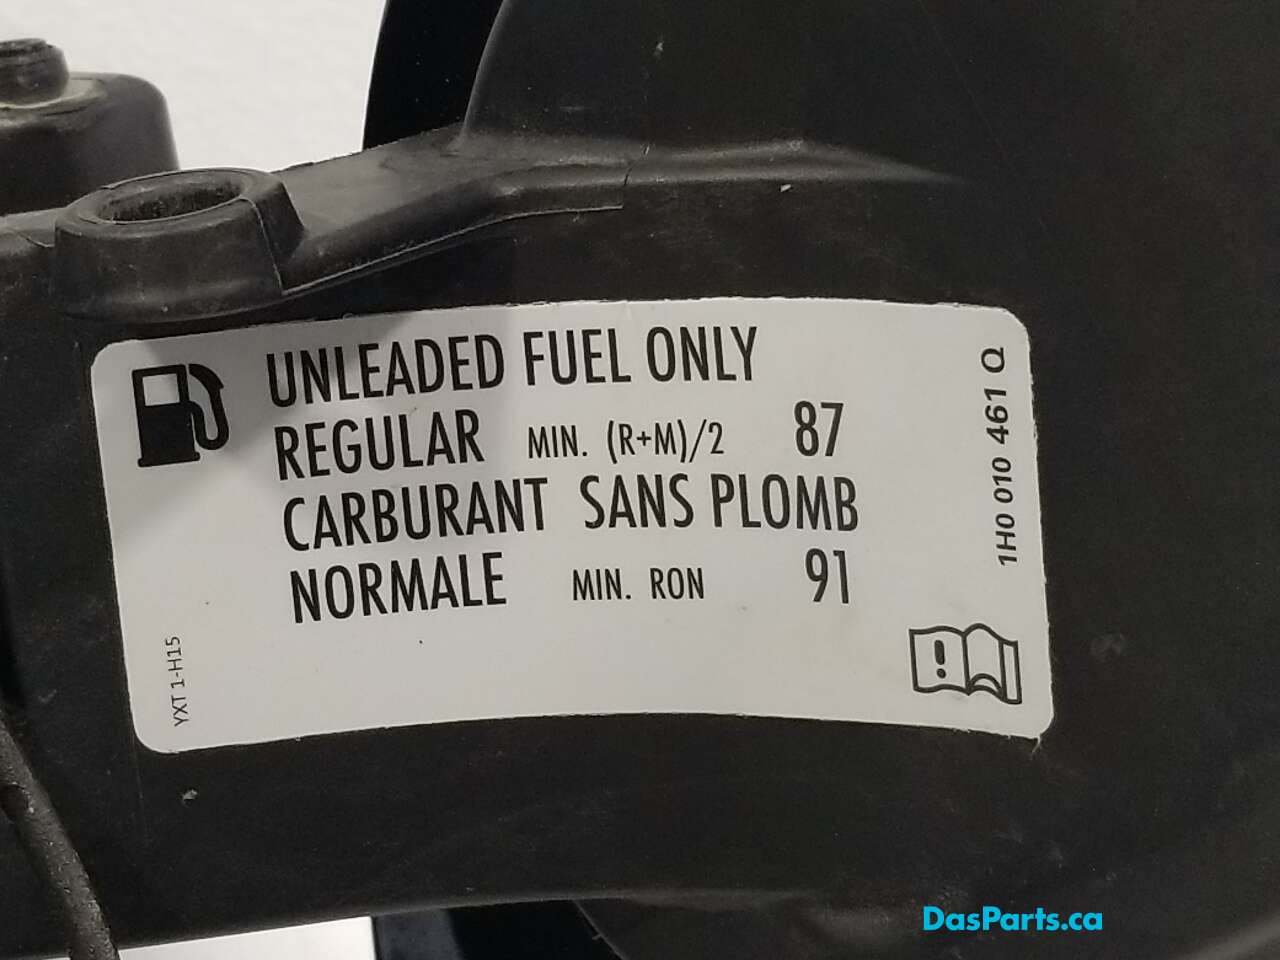 UNLEADED FUEL ONLY
REGULAR MIN. (R+M)/2 87
CARBURANT SANS PLOMB
NORMALE MIN. RON 91
1H0 010 461 Q
YXT 1-H15
DasParts.ca